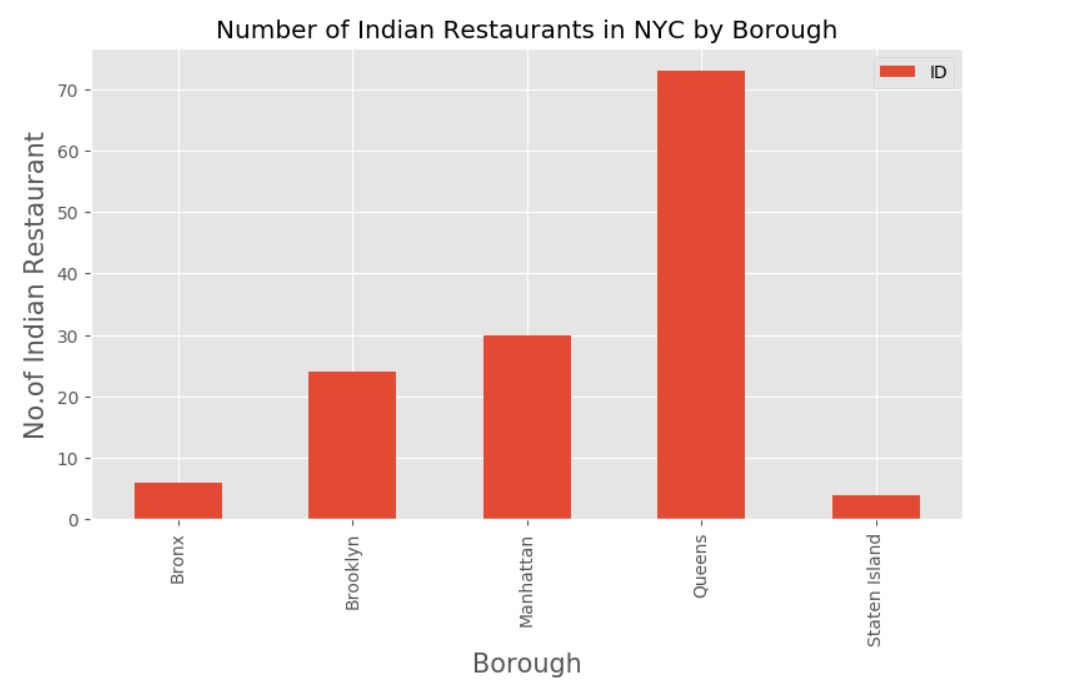 Number of Indian Restaurants in NYC by Borough
ID
No.of Indian Restaurant
70
60
50
40
30
20
10
0
Bronx
Brooklyn
Manhattan
Queens
Staten Island
Borough